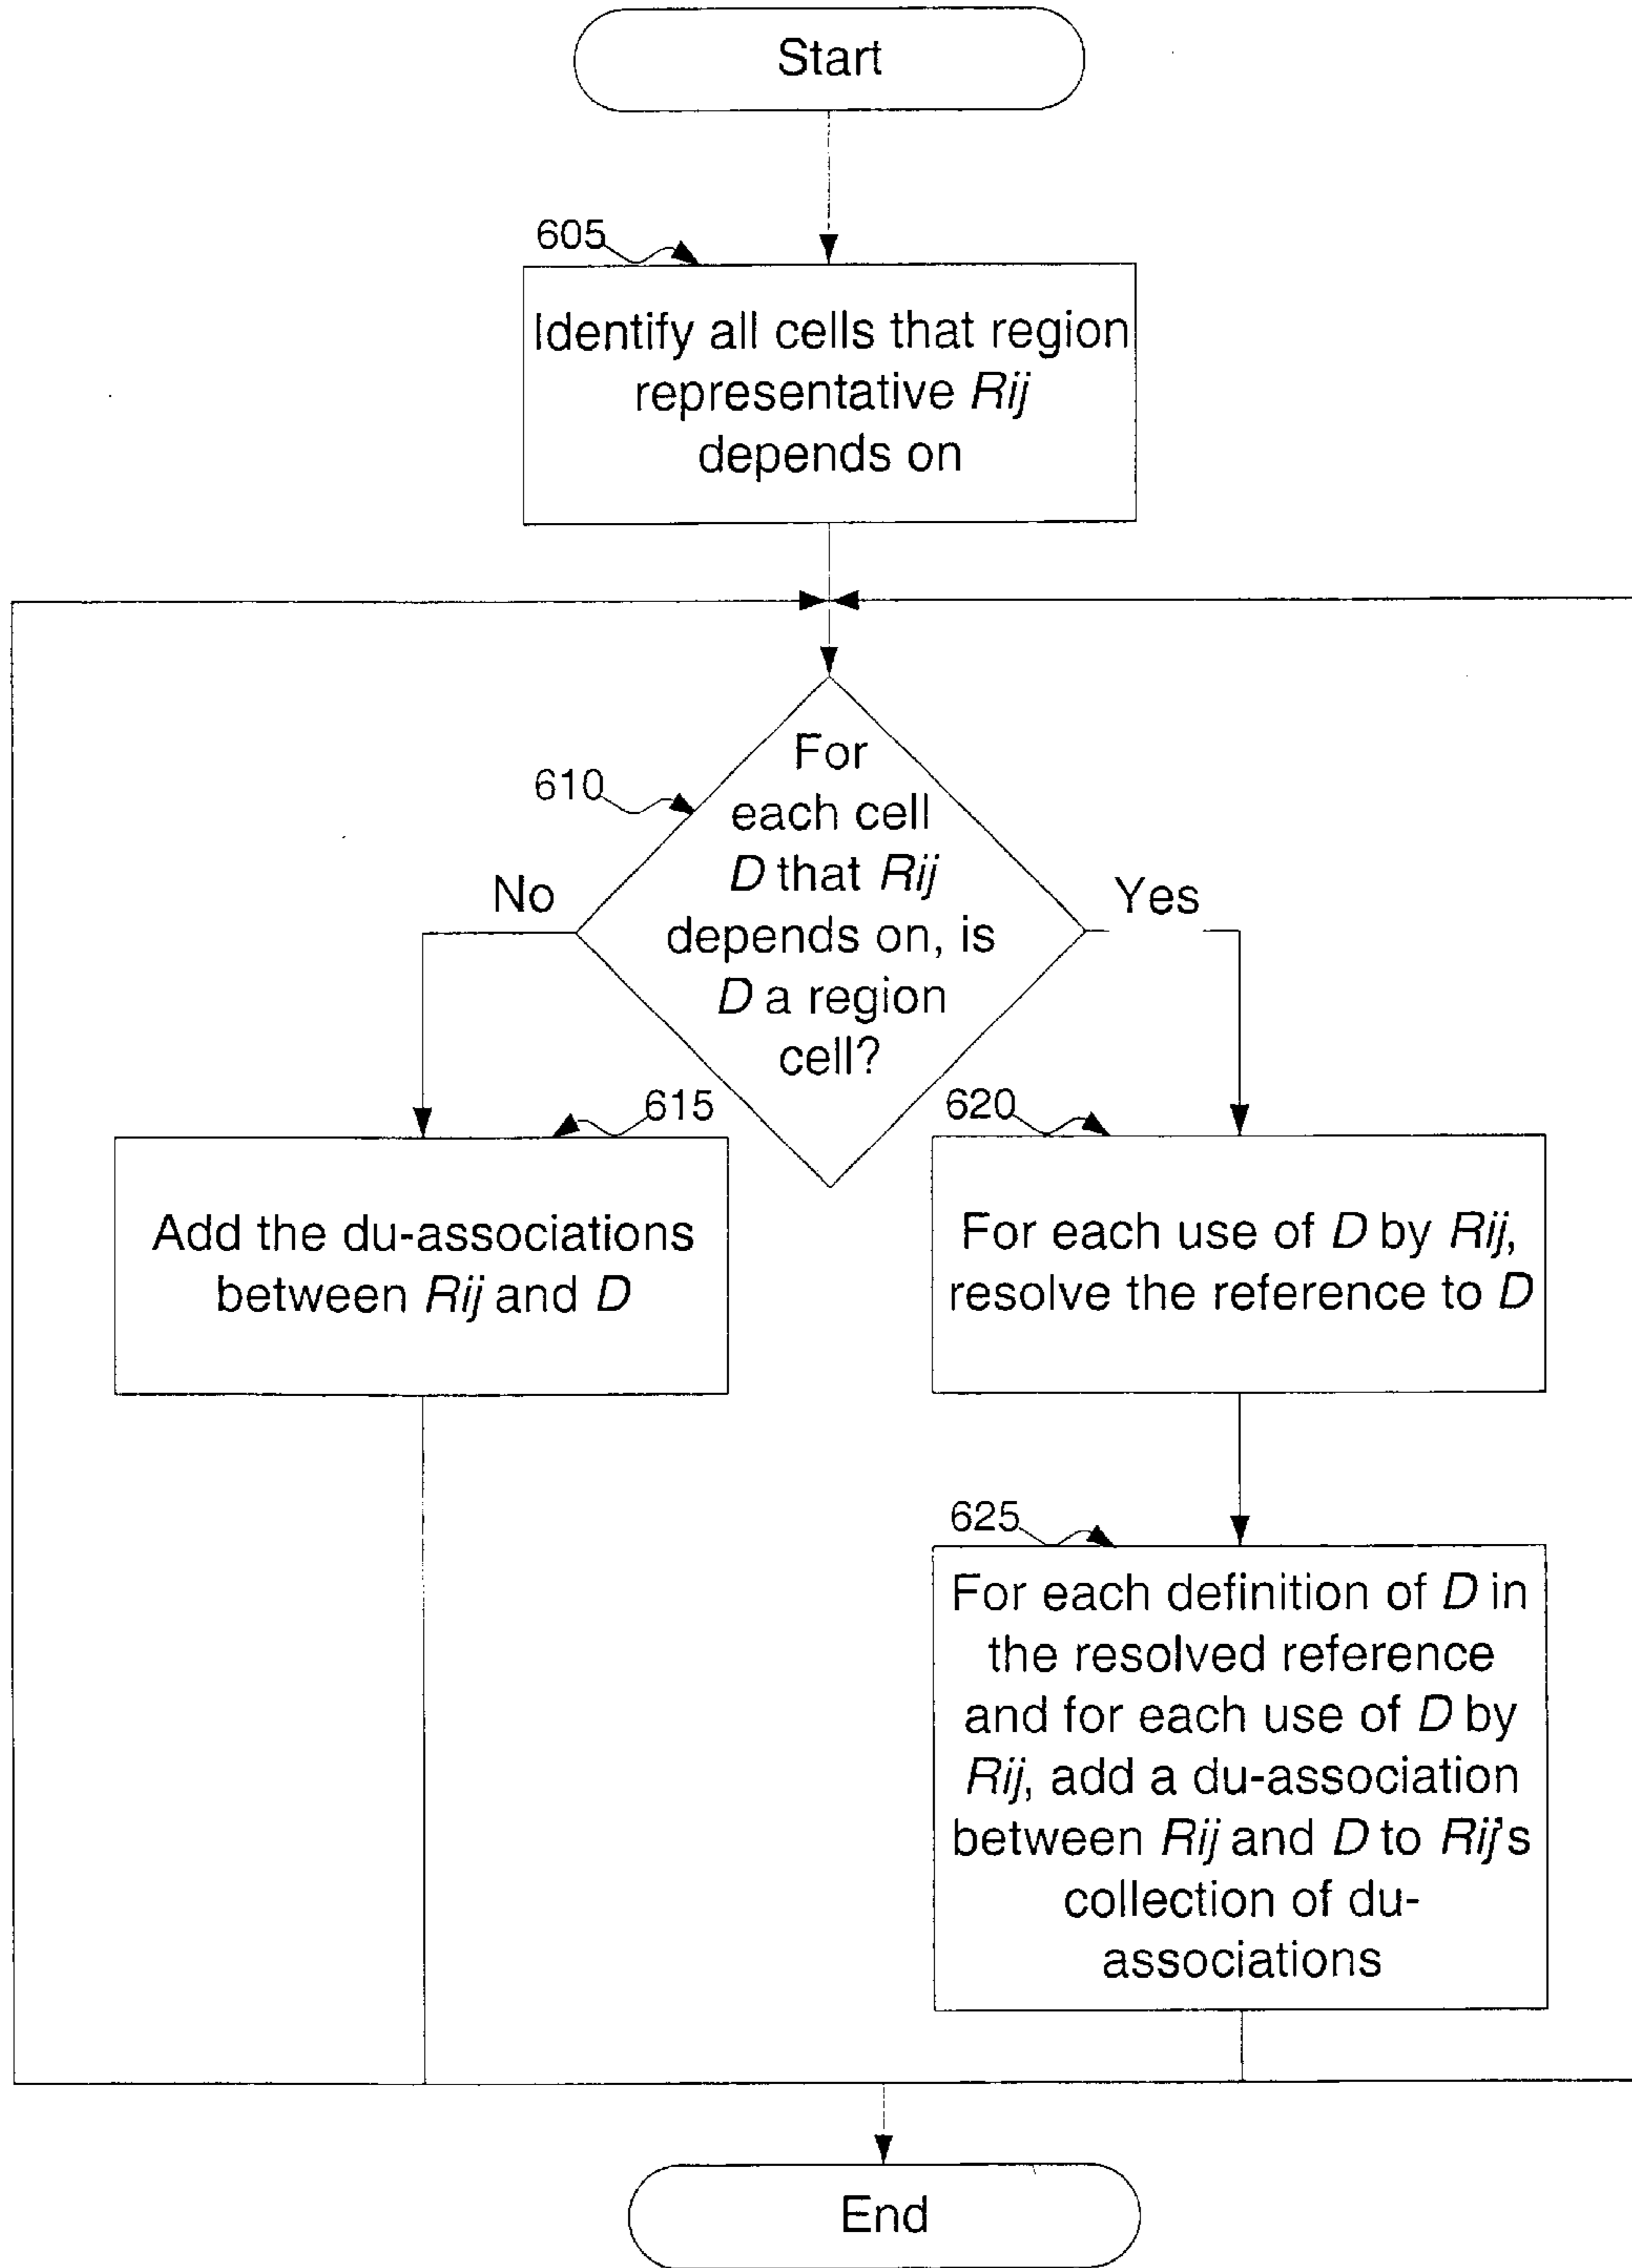 Start
605
Identify all cells that region
representative Rij
depends on
610
For
each cell
D that Rij
depends on, is
D a region
cell?
No
Yes
615
Add the du-associations
between Rij and D
620
For each use of D by Rij,
resolve the reference to D
625
For each definition of D in
the resolved reference
and for each use of D by
Rij, add a du-association
between Rij and D to Rij's
collection of du-
associations
End